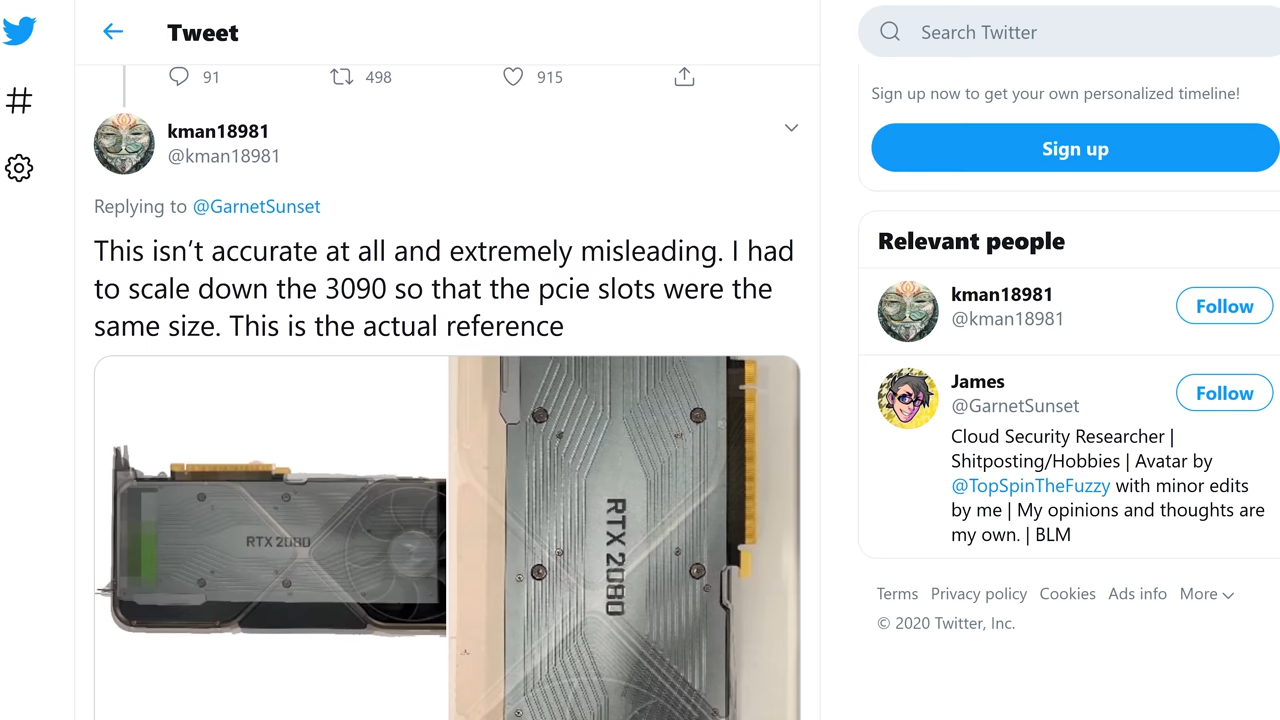 Tweet
Search Twitter
91
498
915
Sign up now to get your own personalized timeline!
Sign up
kman18981
@kman18981
Replying to @GarnetSunset
This isn’t accurate at all and extremely misleading. I had
to scale down the 3090 so that the pcie slots were the
same size. This is the actual reference
RTX 2080
RTX 2080
Relevant people
kman18981
@kman18981
Follow
James
@GarnetSunset
Follow
Cloud Security Researcher |
Shitposting/Hobbies | Avatar by
@TopSpinTheFuzzy with minor edits
by me | My opinions and thoughts are
my own. | BLM
Terms Privacy policy Cookies Ads info More
© 2020 Twitter, Inc.